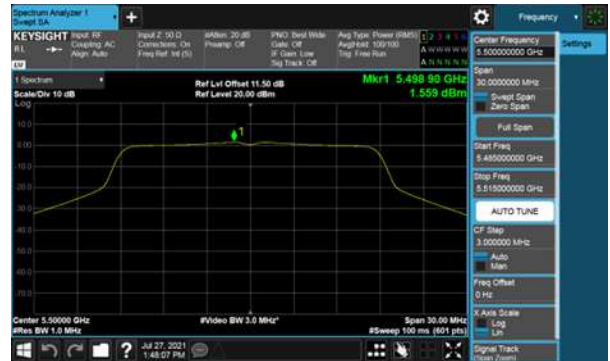 Spectrum Analyzer 1
Swept SA
+
Frequency
KEYSIGHT
Input: RF
Coupling: AC
Align: Auto
Input Z: 50 Ω
Corrections: On
Freq Ref: Int (S)
#Atten: 20 dB
Preamp: Off
PNO: Best Wide
Gate: Off
IF Gain: Low
Sig Track: Off
Avg Type: Power (RMS)
Avg|Hold: 100/100
Trig: Free Run
1 2 3 4 5 6
A W W W W W
A N N N N N
RL
LW
1 Spectrum
Scale/Div 10 dB
Log
Ref Lvl Offset 11.50 dB
Ref Level 20.00 dBm
Mkr1 5.498 90 GHz
1.559 dBm
1
10.0
0.00
-10.0
-20.0
-30.0
-40.0
-50.0
-60.0
-70.0
Center 5.50000 GHz
#Res BW 1.0 MHz
#Video BW 3.0 MHz*
Span 30.00 MHz
#Sweep 100 ms (601 pts)
Jul 27, 2021
1:48:07 PM
?
Center Frequency
5.500000000 GHz
Settings
Span
30.0000000 MHz
Swept Span
Zero Span
Full Span
Start Freq
5.485000000 GHz
Stop Freq
5.515000000 GHz
AUTO TUNE
CF Step
3.000000 MHz
Auto
Man
Freq Offset
0 Hz
X Axis Scale
Log
Lin
Signal Track
(Span Zoom)